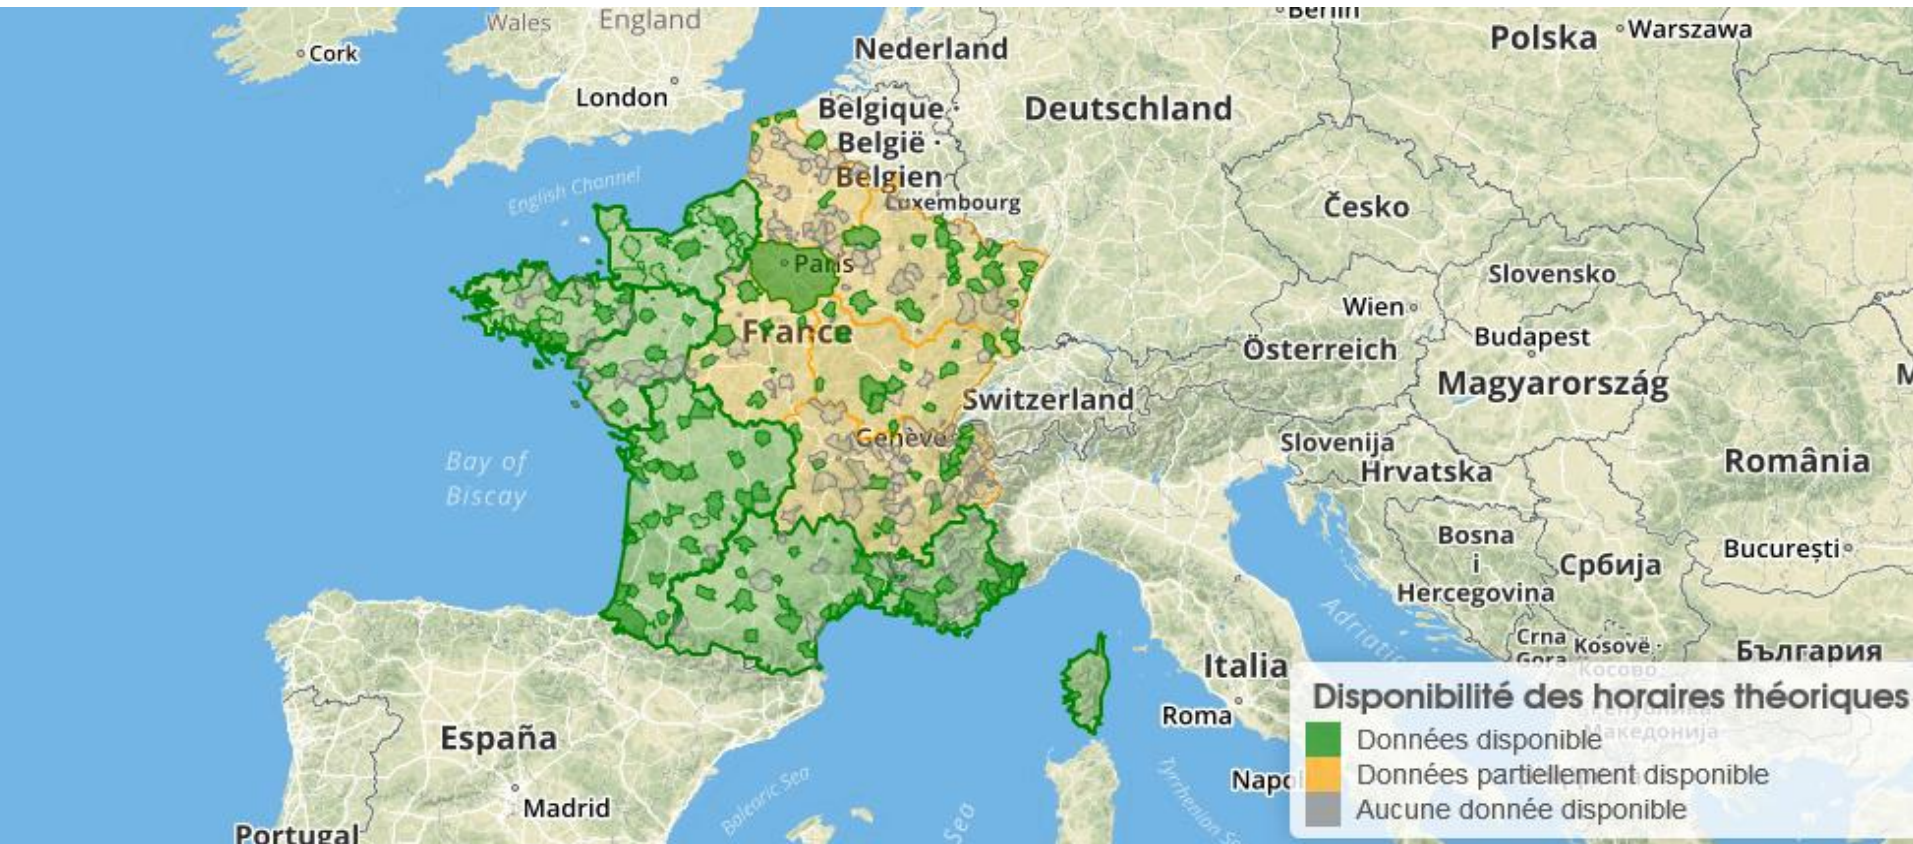 Wales
England
Cork
London
Nederland
Berlin
Polska
Warszawa
Belgique ·
België ·
Belgien
Deutschland
English Channel
Luxembourg
Česko
Paris
Slovensko
Wien
France
Budapest
Österreich
Magyarország
Switzerland
Genève
Slovenija
Hrvatska
România
Bay of
Biscay
Bosna
i
Hercegovina
Србија
București
Adriatic
Crna
Gora
Kosovë ·
Косово
България
Italia
Roma
España
Madrid
Portugal
Balearic Sea
Sea
Tyrrhenian
Македонија
Disponibilité des horaires théoriques
Données disponible
Données partiellement disponible
Aucune donnée disponible